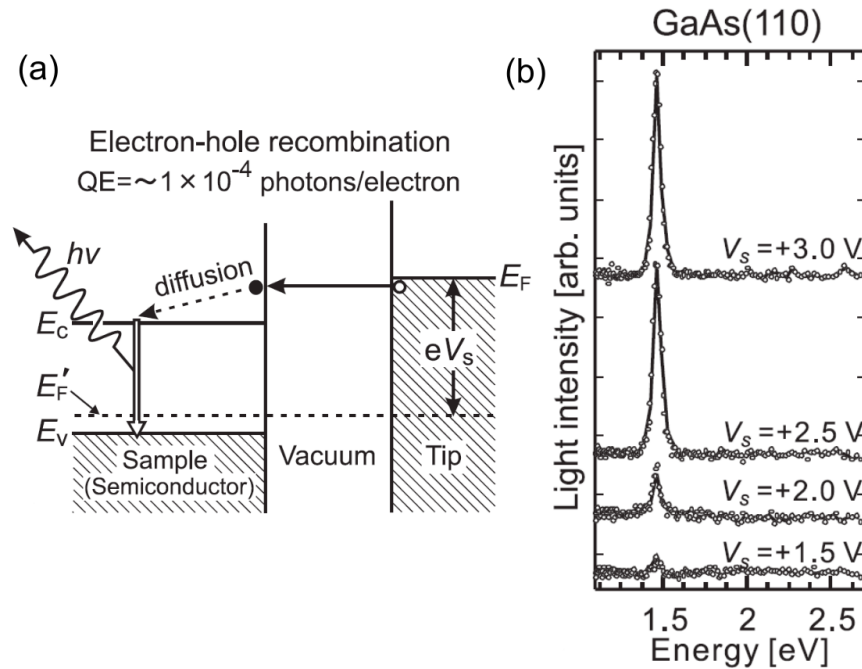 (a)
Electron-hole recombination
QE=~1×10⁻⁴ photons/electron
hν
diffusion
E_F
E_c
eV_s
E_F′
E_v
Sample
(Semiconductor)
Vacuum
Tip
(b)
GaAs(110)
Light intensity [arb. units]
V_s=+3.0 V
V_s=+2.5 V
V_s=+2.0 V
V_s=+1.5 V
1.5 2 2.5
Energy [eV]